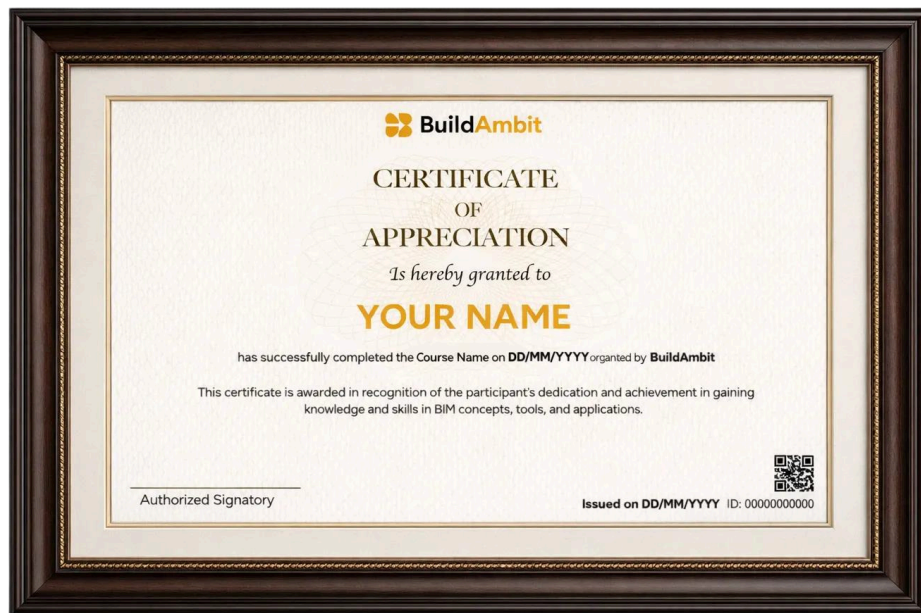 BuildAmbit
CERTIFICATE
OF
APPRECIATION
Is hereby granted to
YOUR NAME
has successfully completed the Course Name on DD/MM/YYYY organted by BuildAmbit
This certificate is awarded in recognition of the participant's dedication and achievement in gaining
knowledge and skills in BIM concepts, tools, and applications.
Authorized Signatory
Issued on DD/MM/YYYY ID: 00000000000